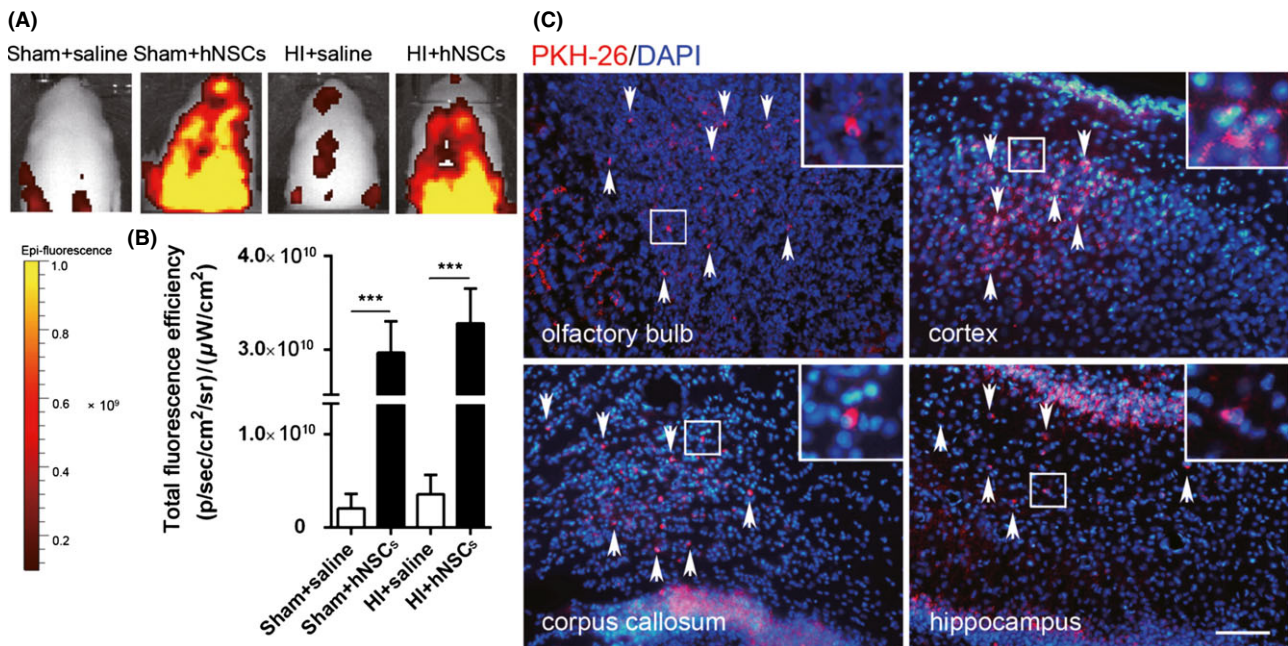 (A)
Sham+saline
Sham+hNSCs
HI+saline
HI+hNSCs
Epi-fluorescence
1.0
0.8
0.6
× 10⁹
0.4
0.2
(B)
Total fluorescence efficiency
(p/sec/cm²/sr)/(µW/cm²)
4.0× 10¹⁰
3.0× 10¹⁰
1.0× 10¹⁰
0
***
***
Sham+saline
Sham+hNSCs
HI+saline
HI+hNSCs
(C)
PKH-26/DAPI
olfactory bulb
cortex
corpus callosum
hippocampus